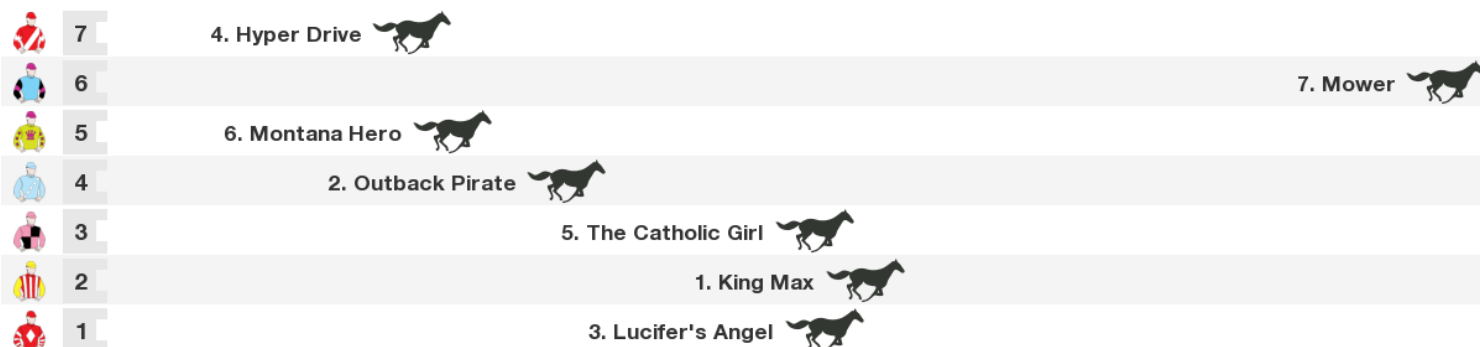 7 4. Hyper Drive
6 7. Mower
5 6. Montana Hero
4 2. Outback Pirate
3 5. The Catholic Girl
2 1. King Max
1 3. Lucifer's Angel